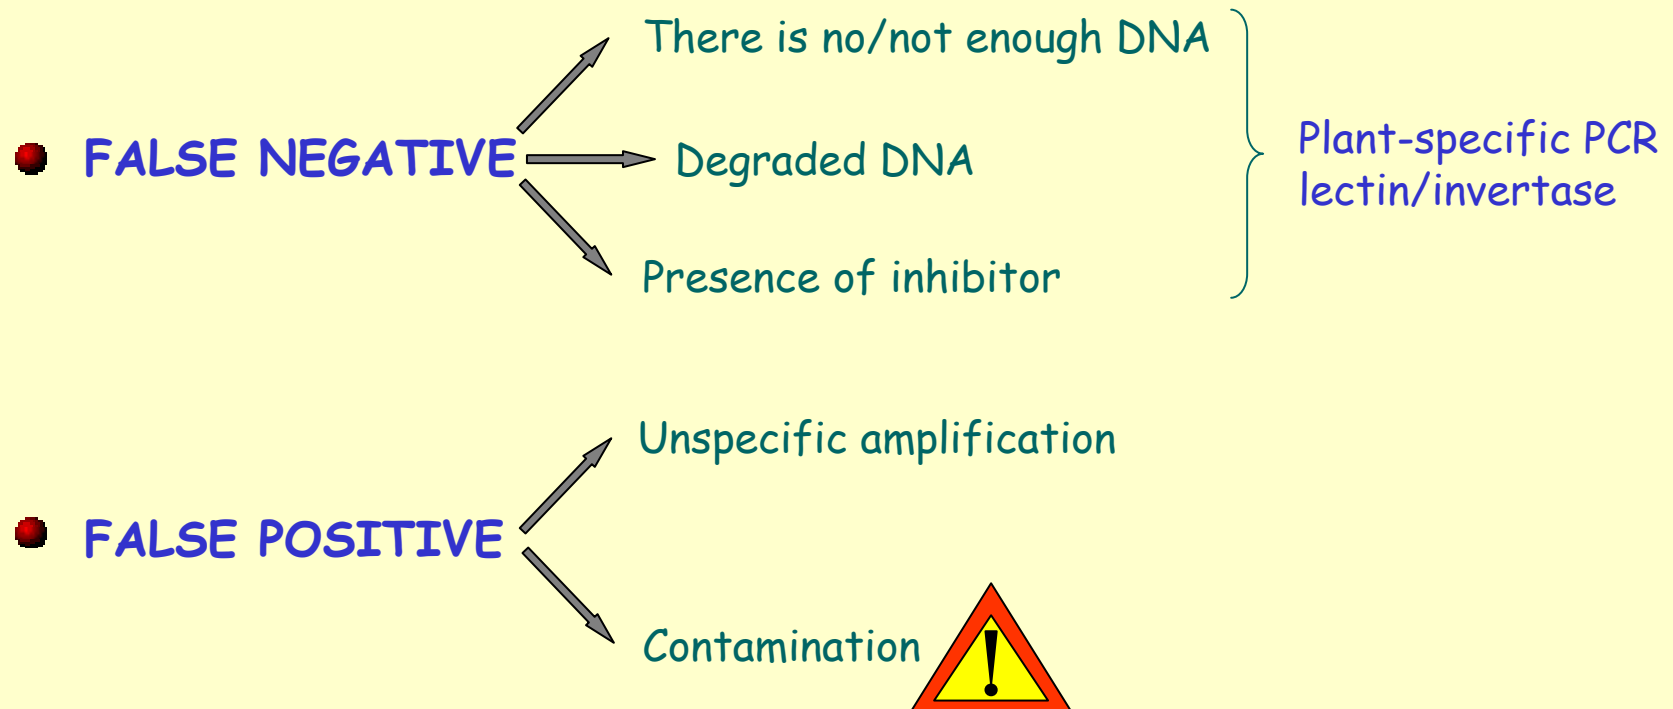 There is no/not enough DNA
FALSE NEGATIVE
Degraded DNA
Presence of inhibitor
Plant-specific PCR
lectin/invertase
Unspecific amplification
FALSE POSITIVE
Contamination
!